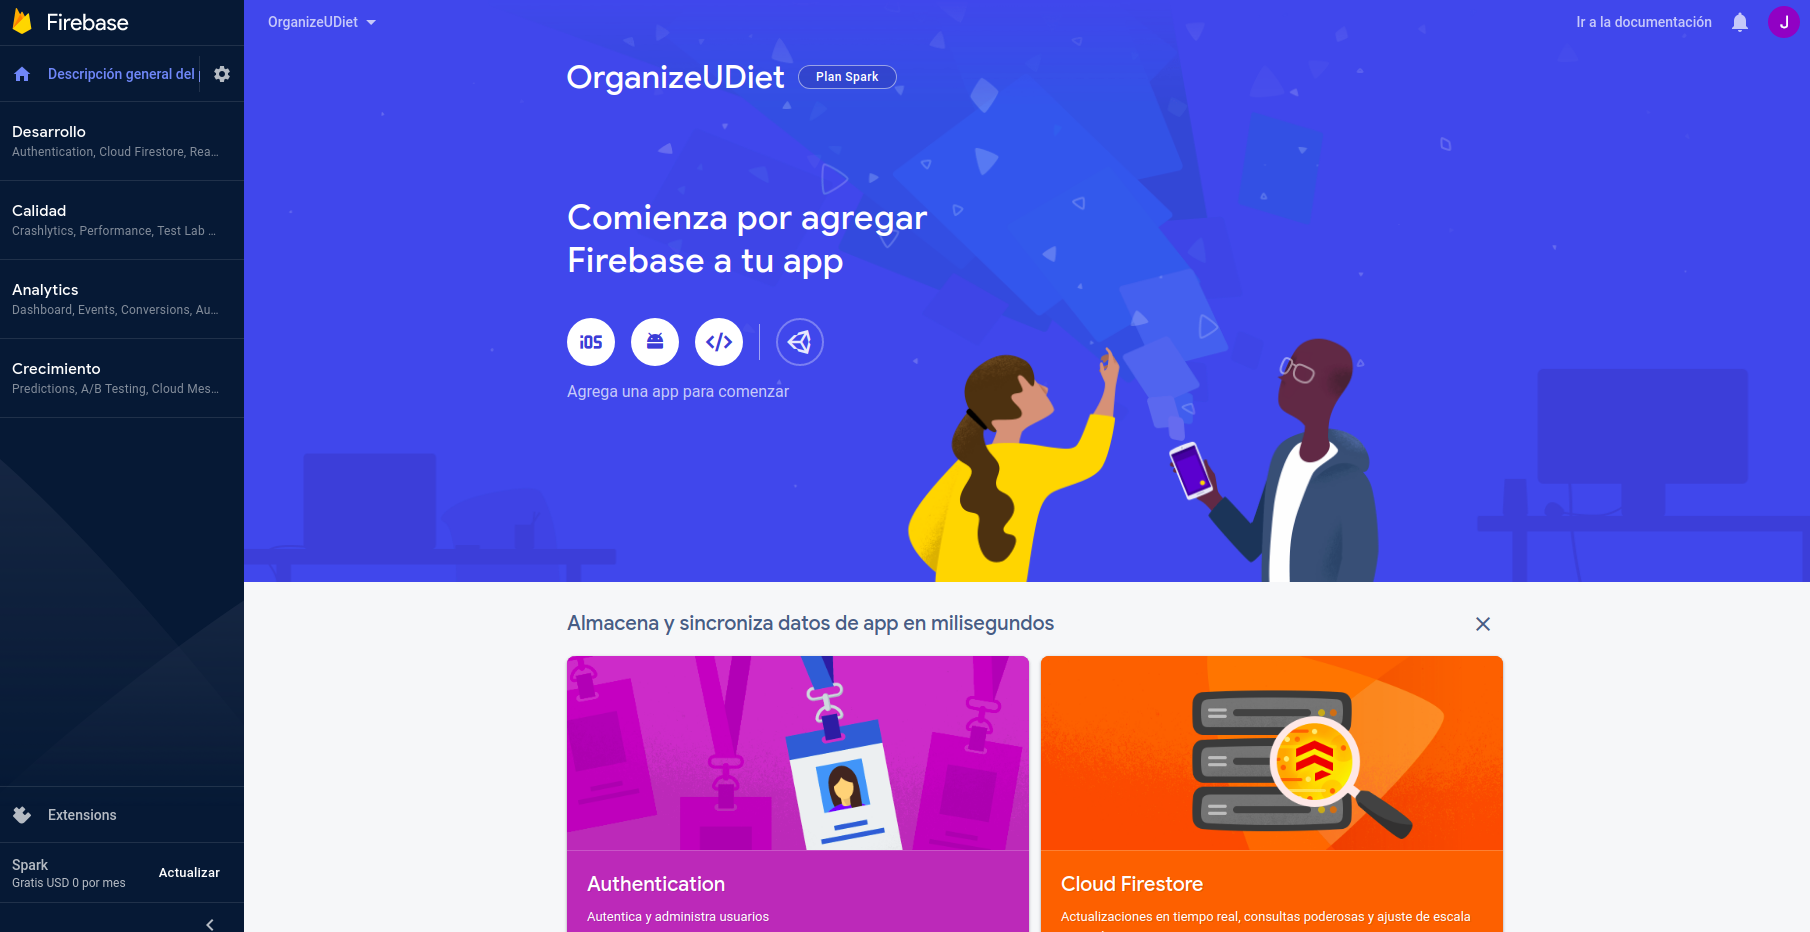 Firebase
OrganizeUDiet
Ir a la documentación
J
Descripción general del
OrganizeUDiet
Plan Spark
Desarrollo
Authentication, Cloud Firestore, Rea...
Calidad
Crashlytics, Performance, Test Lab ...
Analytics
Dashboard, Events, Conversions, Au...
Crecimiento
Predictions, A/B Testing, Cloud Mes...
Comienza por agregar
Firebase a tu app
iOS
Agrega una app para comenzar
Almacena y sincroniza datos de app en milisegundos
Authentication
Autentica y administra usuarios
Cloud Firestore
Actualizaciones en tiempo real, consultas poderosas y ajuste de escala
Extensions
Spark
Gratis USD 0 por mes
Actualizar